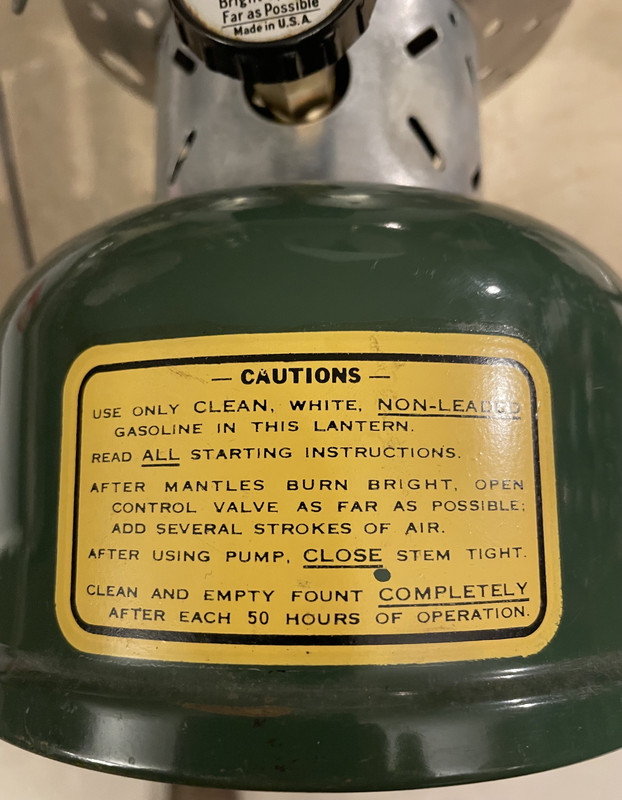 Far as Possible
Made in U.S.A.
— CAUTIONS —
USE ONLY CLEAN, WHITE, NON-LEADED
GASOLINE IN THIS LANTERN.
READ ALL STARTING INSTRUCTIONS.
AFTER MANTLES BURN BRIGHT, OPEN
CONTROL VALVE AS FAR AS POSSIBLE;
ADD SEVERAL STROKES OF AIR.
AFTER USING PUMP, CLOSE STEM TIGHT.
CLEAN AND EMPTY FOUNT COMPLETELY
AFTER EACH 50 HOURS OF OPERATION.